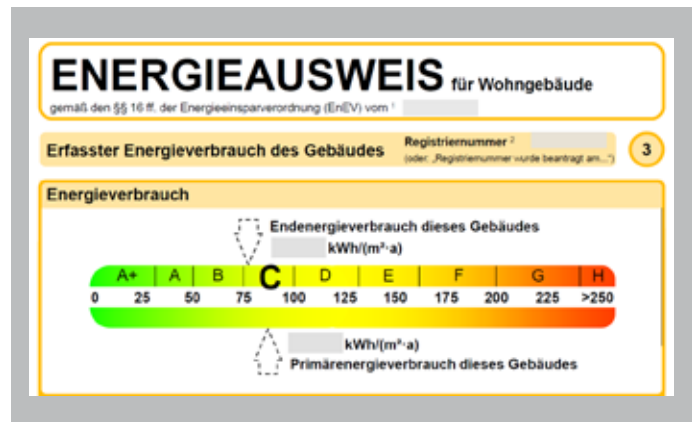 ENERGIEAUSWEIS für Wohngebäude
gemäß den §§ 16 ff. der Energieeinsparverordnung (EnEV) vom ¹
Erfasster Energieverbrauch des Gebäudes
Registriernummer ²
(oder: „Registriernummer wurde beantragt am...“)
3
Energieverbrauch
Endenergieverbrauch dieses Gebäudes
kWh/(m²·a)
A+ A B C D E F G H
0 25 50 75 100 125 150 175 200 225 >250
kWh/(m²·a)
Primärenergieverbrauch dieses Gebäudes